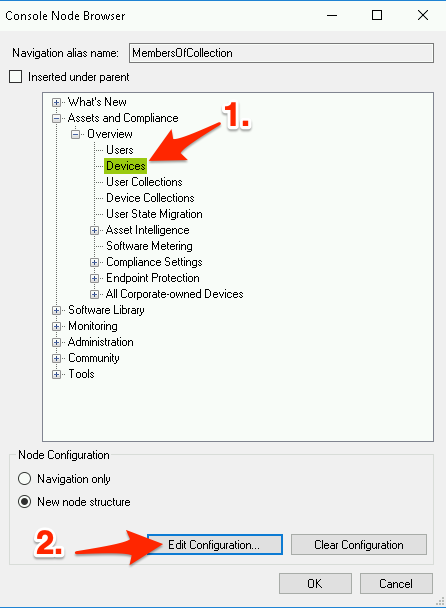 Console Node Browser
Navigation alias name: MembersOfCollection
Inserted under parent
What's New
Assets and Compliance
1.
Overview
Users
Devices
User Collections
Device Collections
User State Migration
Asset Intelligence
Software Metering
Compliance Settings
Endpoint Protection
All Corporate-owned Devices
Software Library
Monitoring
Administration
Community
Tools
Node Configuration
Navigation only
New node structure
2. Edit Configuration... Clear Configuration
OK Cancel